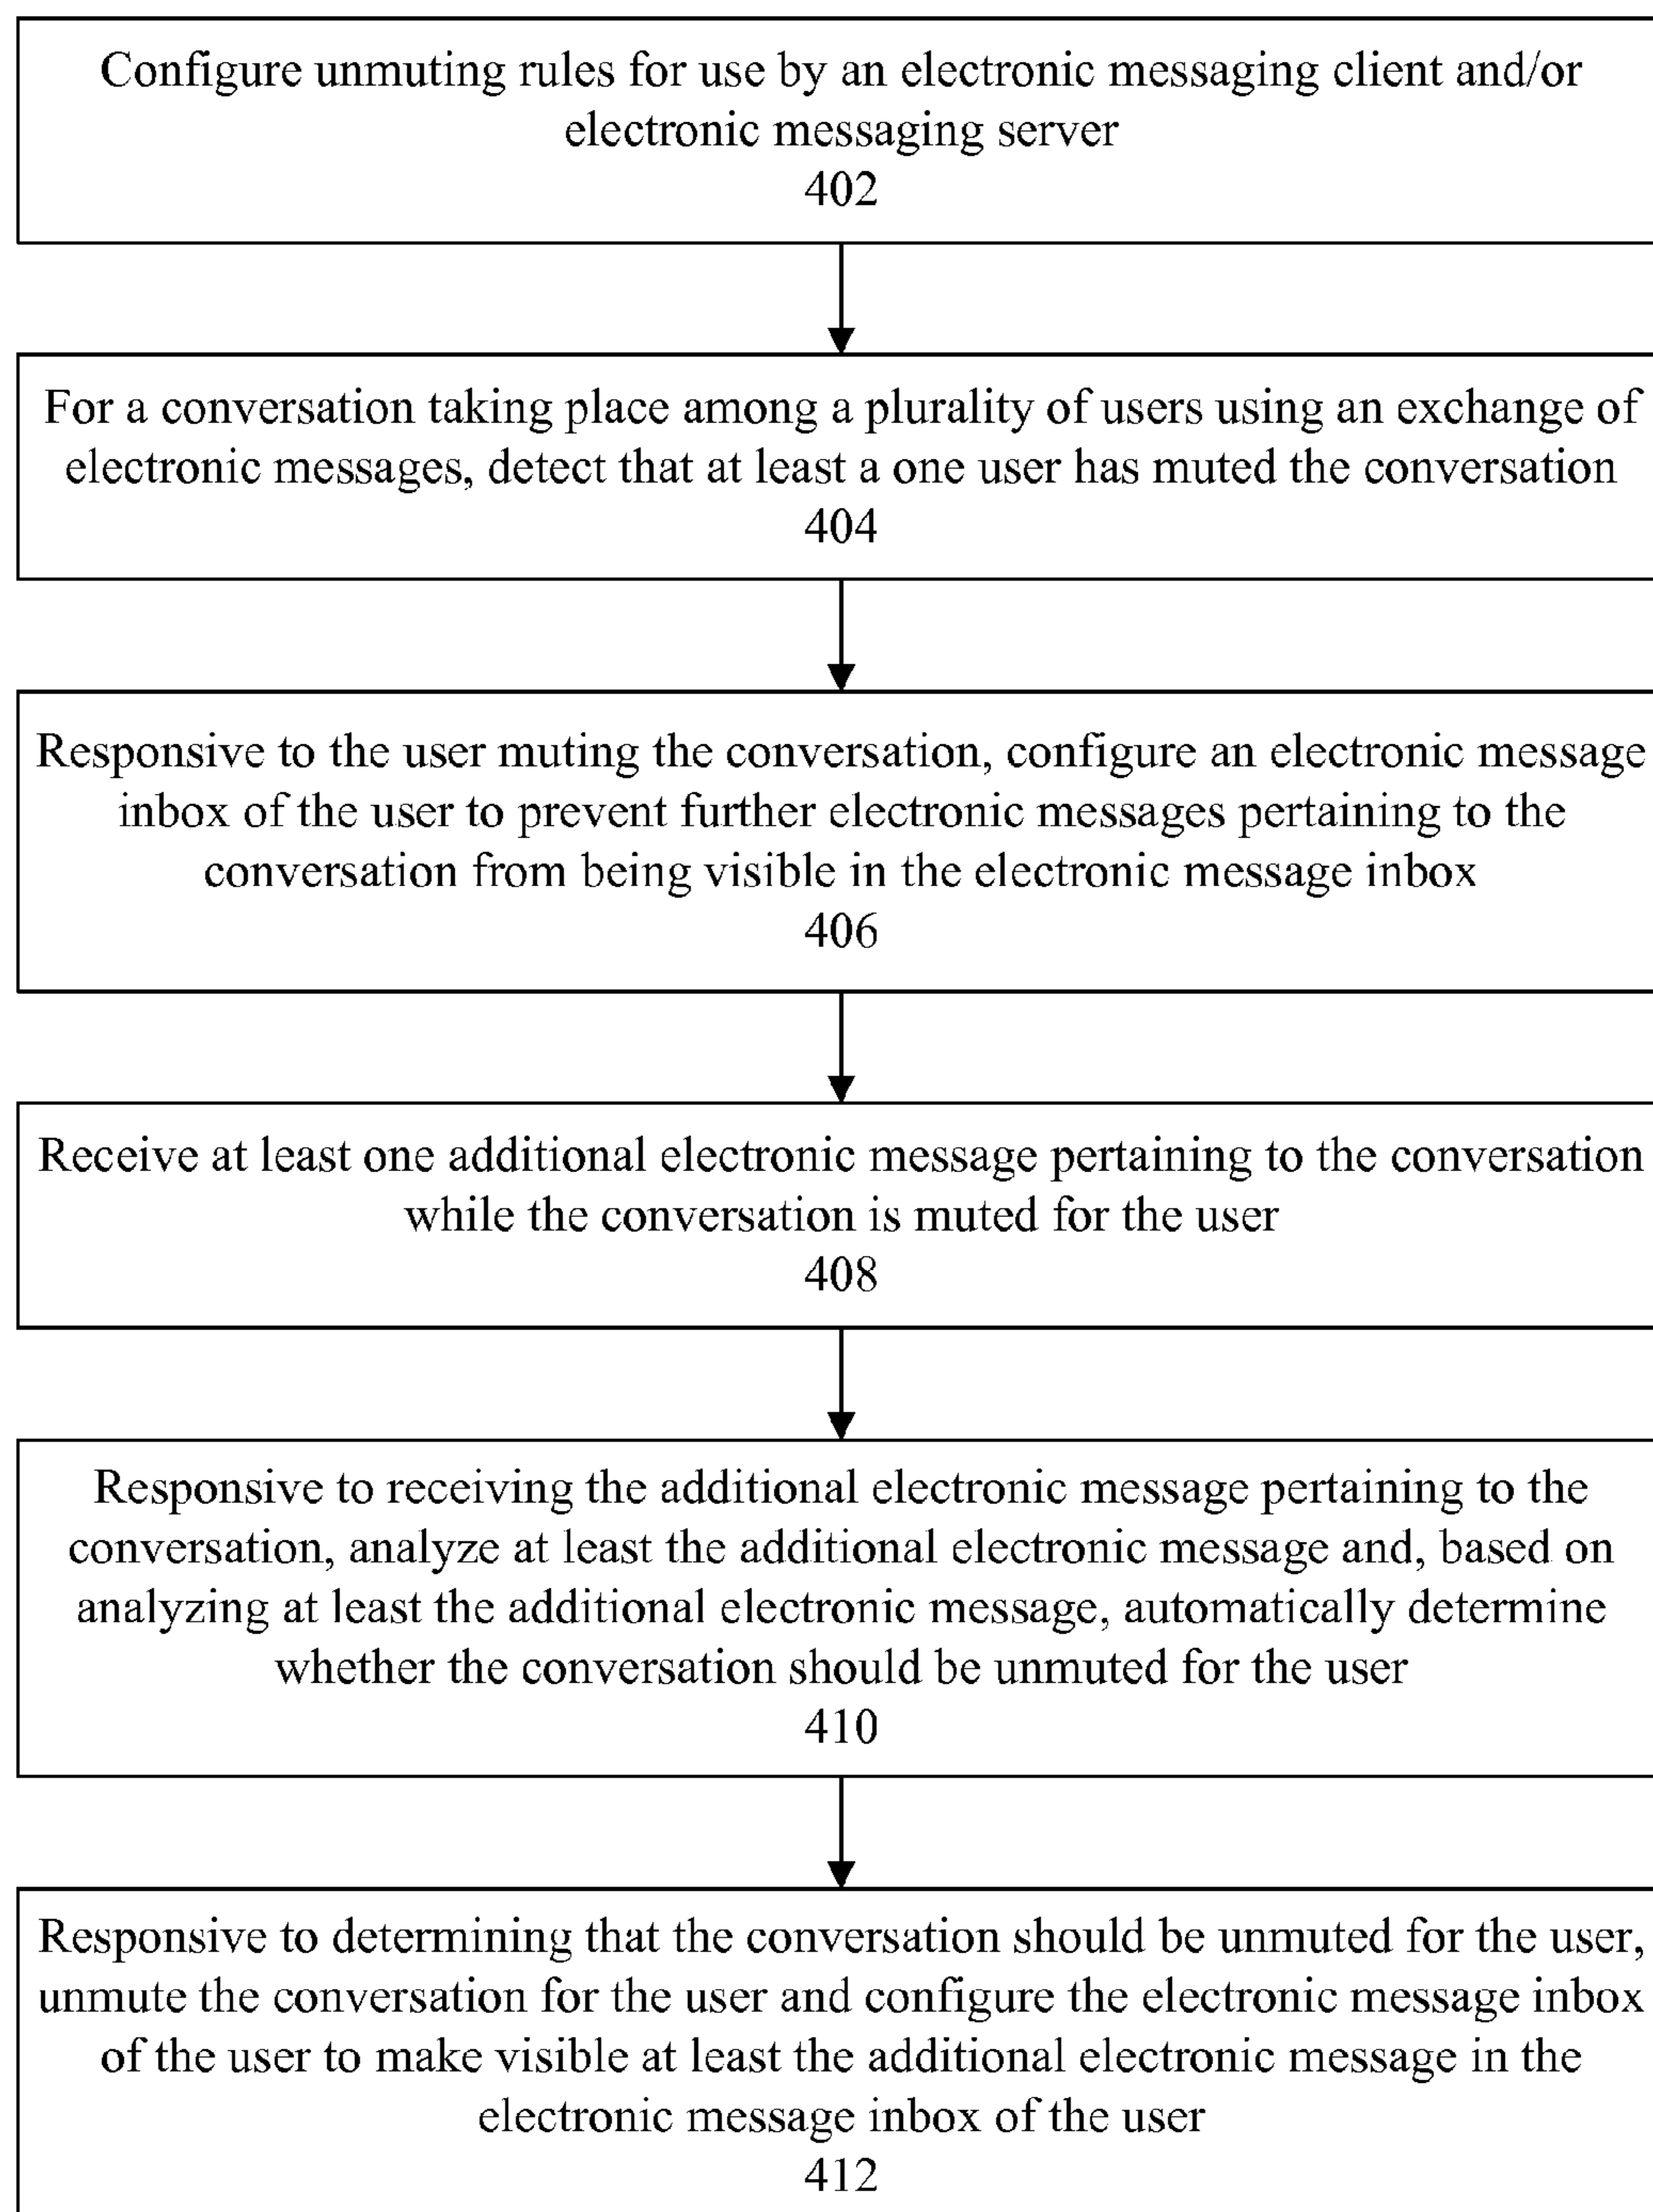 Configure unmuting rules for use by an electronic messaging client and/or
electronic messaging server
402
For a conversation taking place among a plurality of users using an exchange of
electronic messages, detect that at least a one user has muted the conversation
404
Responsive to the user muting the conversation, configure an electronic message
inbox of the user to prevent further electronic messages pertaining to the
conversation from being visible in the electronic message inbox
406
Receive at least one additional electronic message pertaining to the conversation
while the conversation is muted for the user
408
Responsive to receiving the additional electronic message pertaining to the
conversation, analyze at least the additional electronic message and, based on
analyzing at least the additional electronic message, automatically determine
whether the conversation should be unmuted for the user
410
Responsive to determining that the conversation should be unmuted for the user,
unmute the conversation for the user and configure the electronic message inbox
of the user to make visible at least the additional electronic message in the
electronic message inbox of the user
412